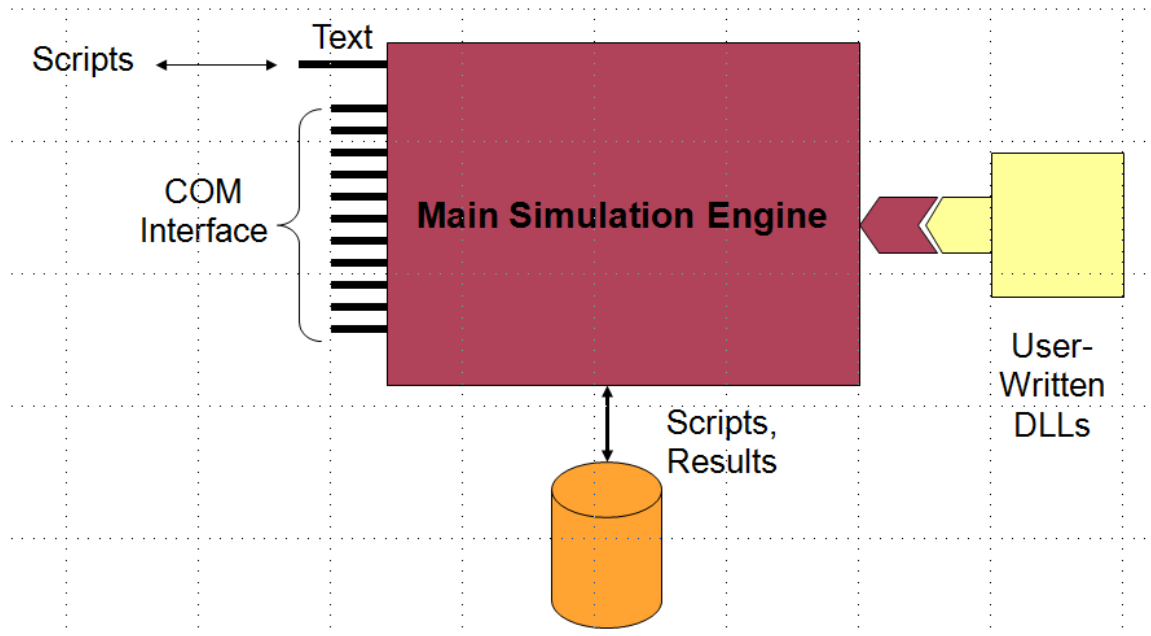 Text
Scripts
COM
Interface
Main Simulation Engine
User-
Written
DLLs
Scripts,
Results